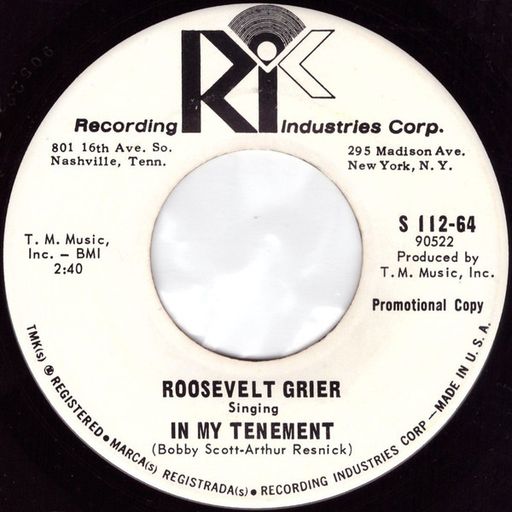 RIC
Recording Industries Corp.
801 16th Ave. So.
Nashville, Tenn.
295 Madison Ave.
New York, N. Y.
T. M. Music,
Inc. - BMI
2:40
S 112-64
90522
Produced by
T. M. Music, Inc.
Promotional Copy
ROOSEVELT GRIER
Singing
IN MY TENEMENT
(Bobby Scott-Arthur Resnick)
TMK(s) ® REGISTERED • MARCA(s) REGISTRADA(s) • RECORDING INDUSTRIES CORP—MADE IN U.S.A.